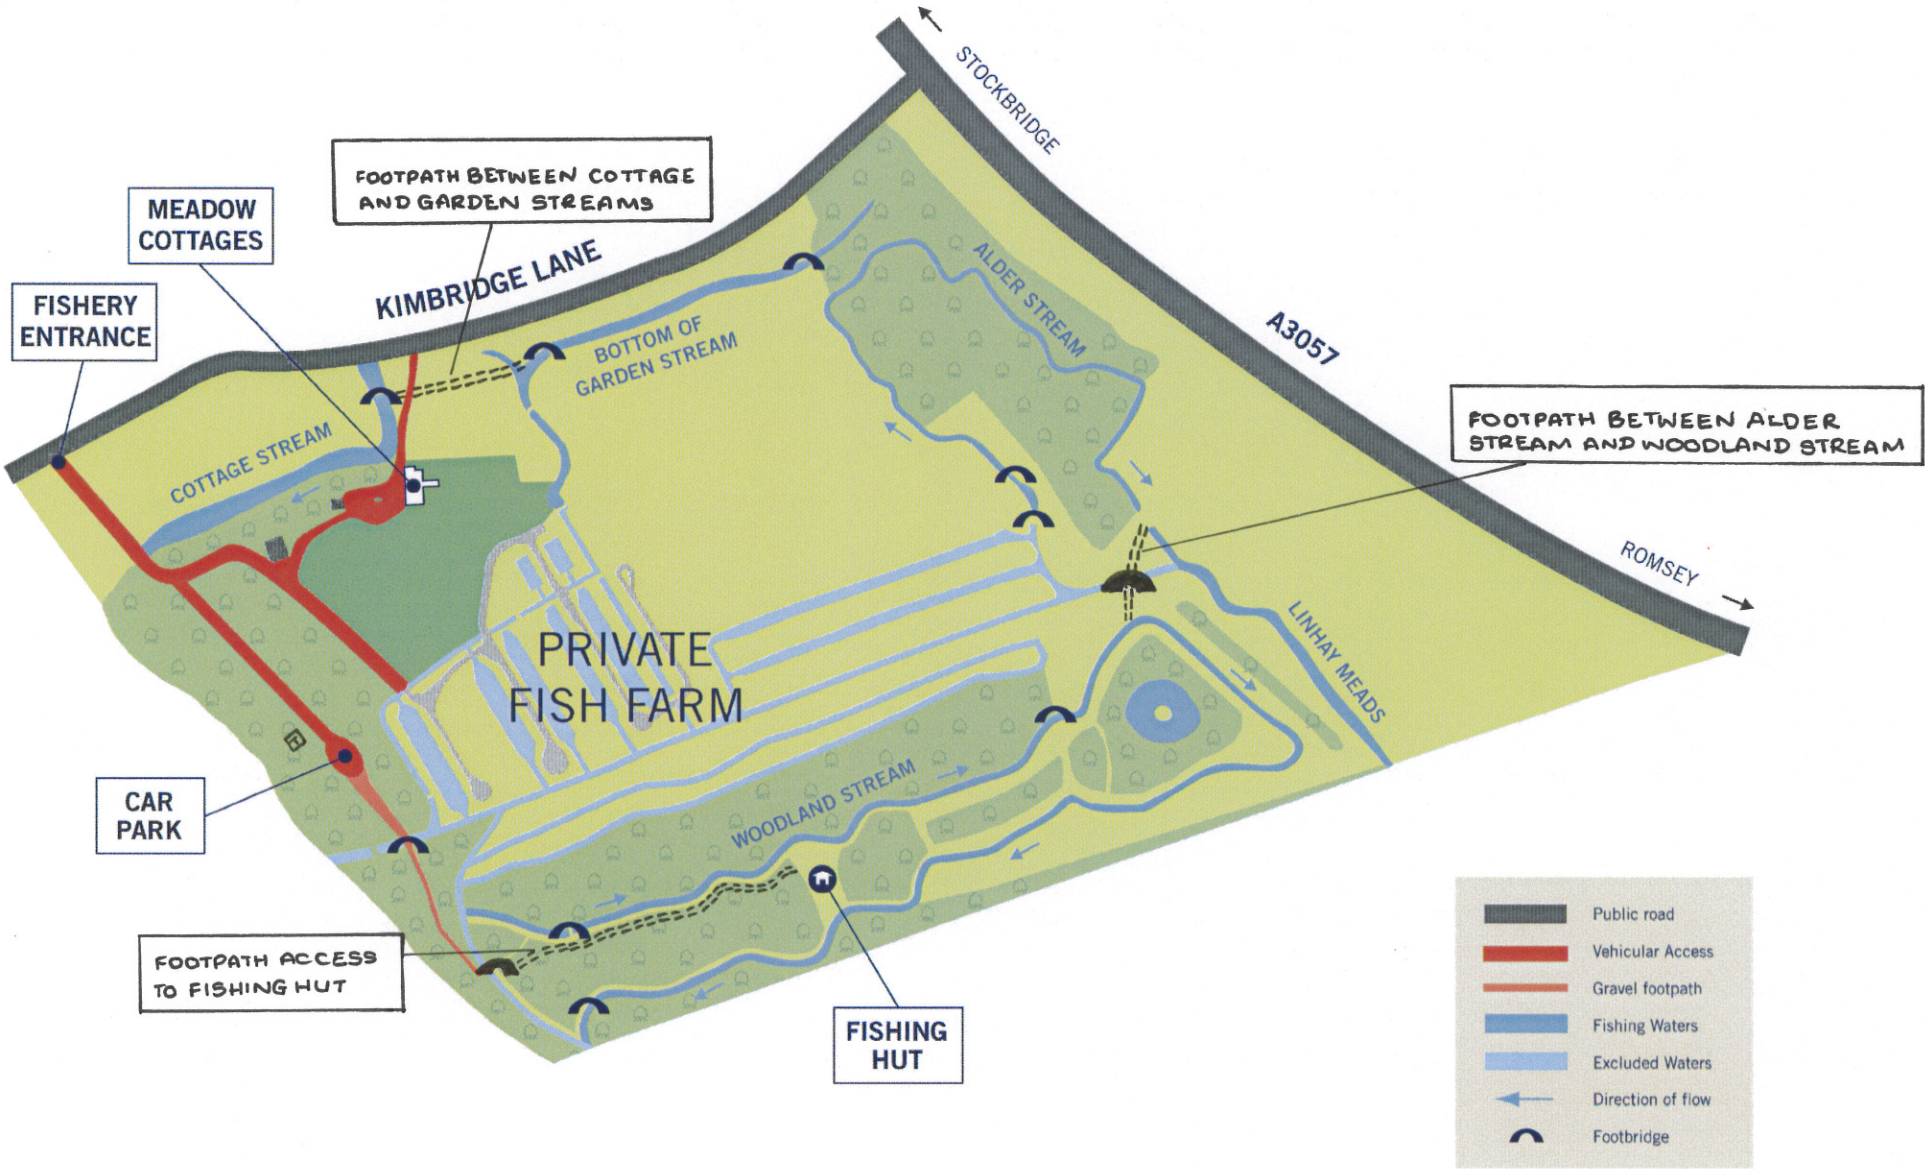 STOCKBRIDGE
FOOTPATH BETWEEN COTTAGE
AND GARDEN STREAMS
MEADOW
COTTAGES
KIMBRIDGE LANE
FISHERY
ENTRANCE
ALDER STREAM
A3057
BOTTOM OF
GARDEN STREAM
FOOTPATH BETWEEN ALDER
STREAM AND WOODLAND STREAM
COTTAGE STREAM
ROMSEY
LINHAY MEADS
PRIVATE
FISH FARM
CAR
PARK
WOODLAND STREAM
FOOTPATH ACCESS
TO FISHING HUT
FISHING
HUT
Public road
Vehicular Access
Gravel footpath
Fishing Waters
Excluded Waters
Direction of flow
Footbridge